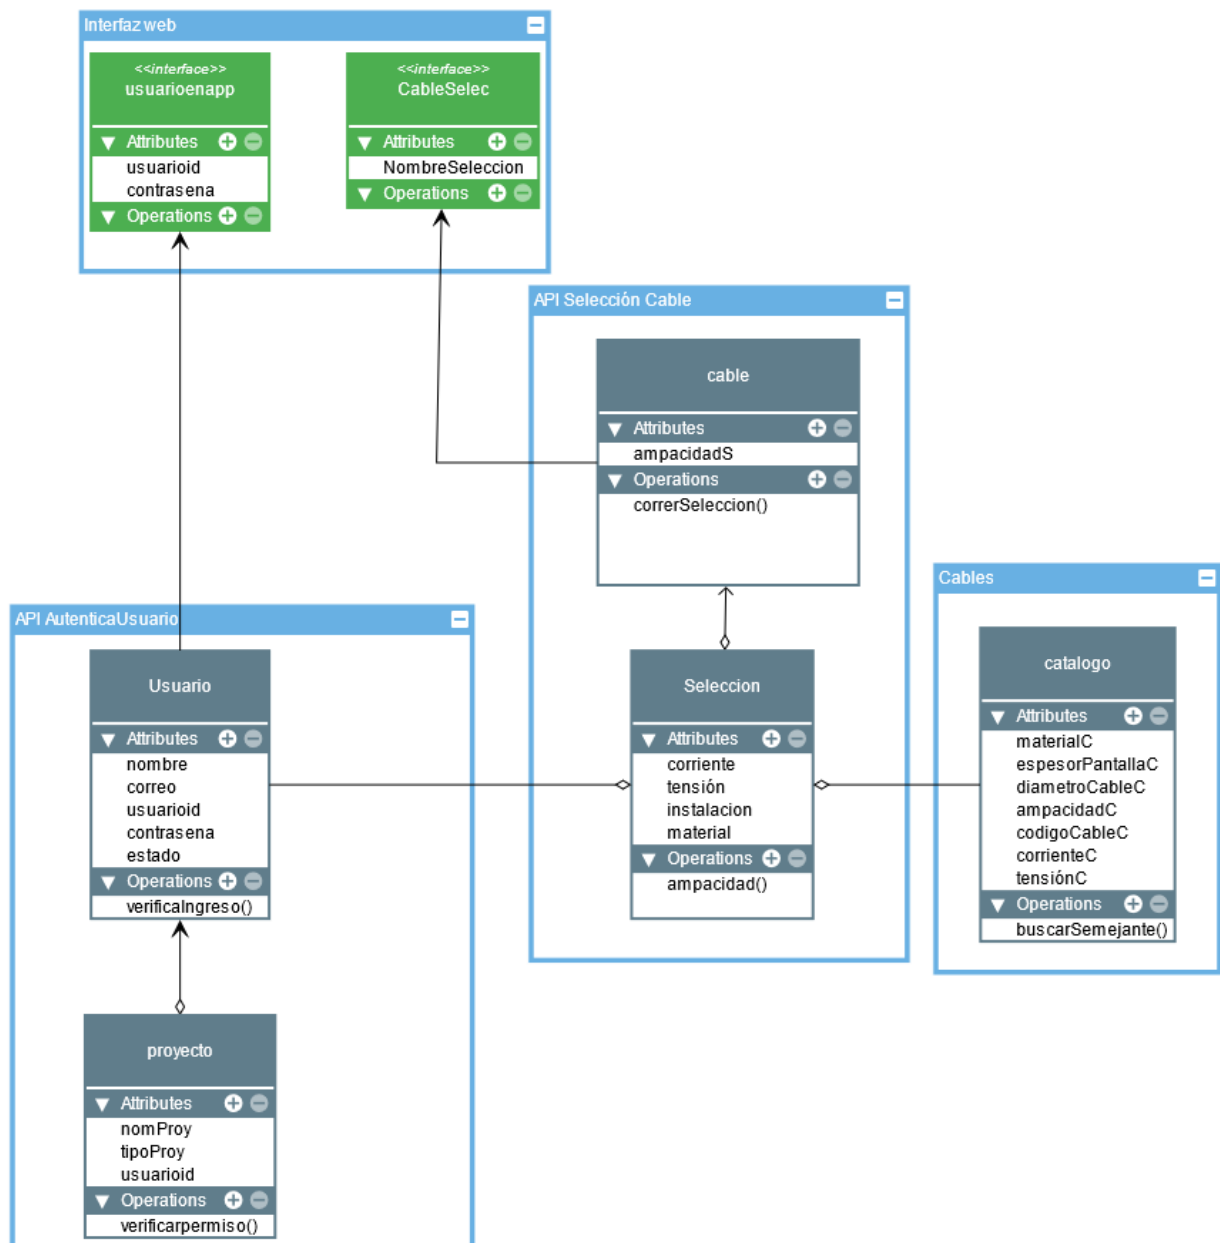 Interfaz web
<<interface>>
usuarioenapp
Attributes
usuarioid
contrasena
Operations
<<interface>>
CableSelec
Attributes
NombreSeleccion
Operations
API Selección Cable
cable
Attributes
ampacidadS
Operations
correrSeleccion()
Seleccion
Attributes
corriente
tensión
instalacion
material
Operations
ampacidad()
Cables
catalogo
Attributes
materialC
espesorPantallaC
diametroCableC
ampacidadC
codigoCableC
corrienteC
tensiónC
Operations
buscarSemejante()
API AutenticaUsuario
Usuario
Attributes
nombre
correo
usuarioid
contrasena
estado
Operations
verificaIngreso()
proyecto
Attributes
nomProy
tipoProy
usuarioid
Operations
verificarpermiso()